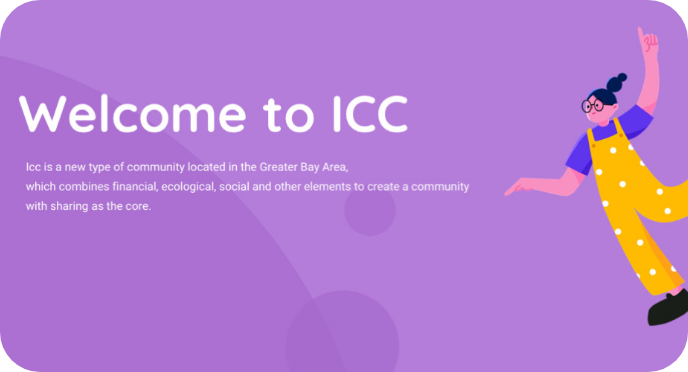 Welcome to ICC
Icc is a new type of community located in the Greater Bay Area,
which combines financial, ecological, social and other elements to create a community
with sharing as the core.